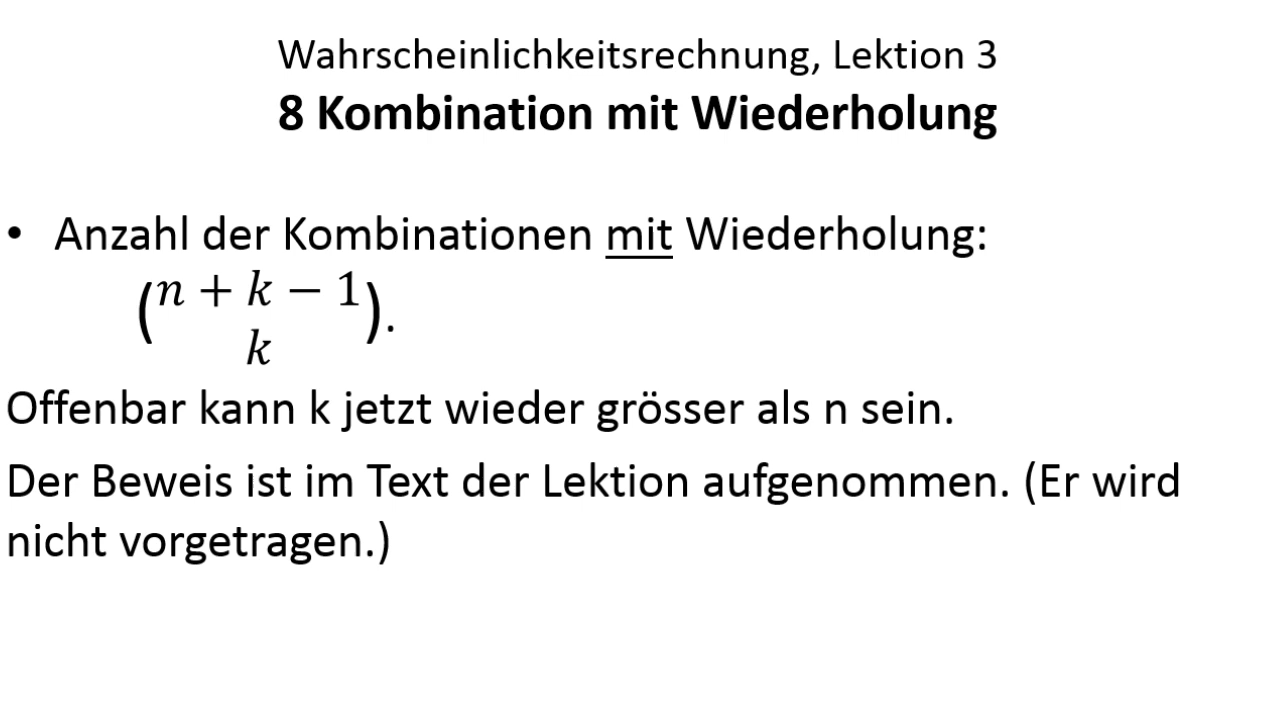 Wahrscheinlichkeitsrechnung, Lektion 3
8 Kombination mit Wiederholung
• Anzahl der Kombinationen mit Wiederholung:
(n + k − 1
k).
Offenbar kann k jetzt wieder grösser als n sein.
Der Beweis ist im Text der Lektion aufgenommen. (Er wird
nicht vorgetragen.)